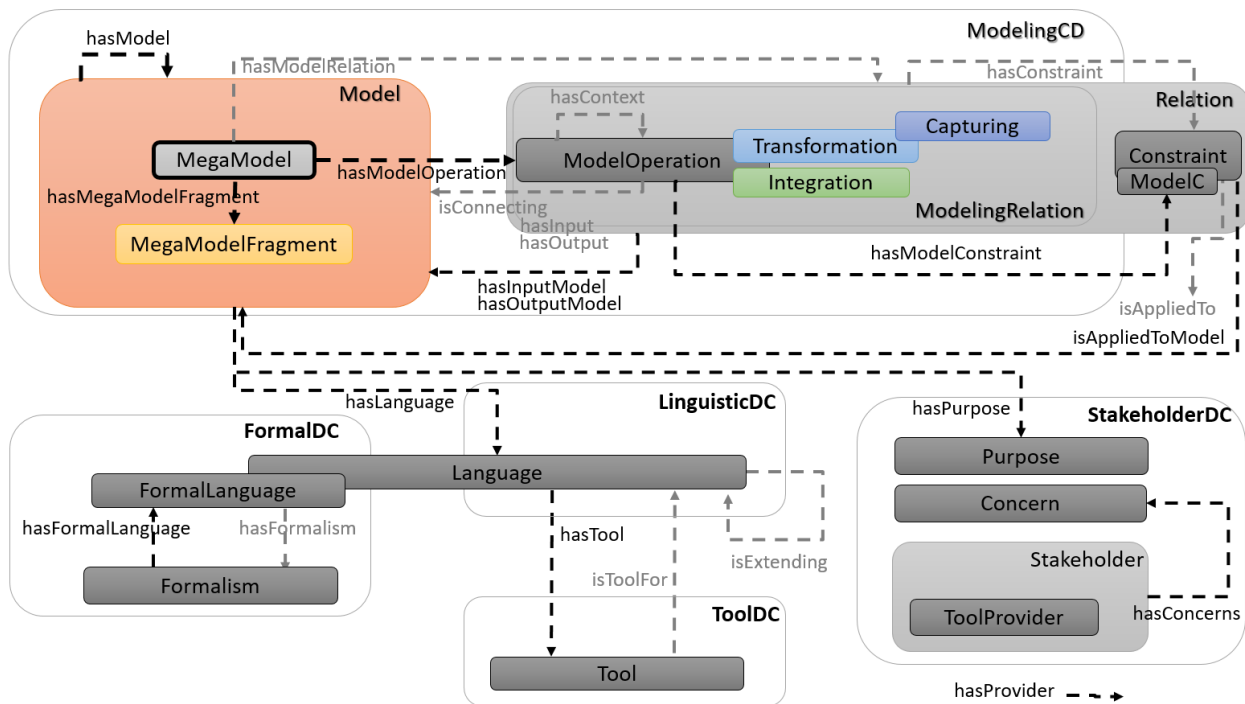 ModelingCD
hasModel
hasModelRelation
hasConstraint
Model
Relation
hasContext
Capturing
Transformation
ModelOperation
Constraint
MegaModel
hasModelOperation
Integration
ModelC
hasMegaModelFragment
isConnecting
ModelingRelation
hasInput
hasOutput
MegaModelFragment
hasModelConstraint
hasInputModel
hasOutputModel
isAppliedTo
isAppliedToModel
hasLanguage
LinguisticDC
hasPurpose
StakeholderDC
FormalDC
Purpose
Language
FormalLanguage
Concern
hasFormalLanguage
hasFormalism
hasTool
isExtending
Stakeholder
isToolFor
Formalism
ToolDC
ToolProvider
hasConcerns
Tool
hasProvider